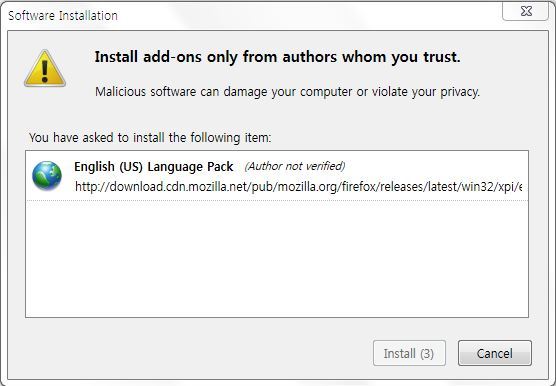 Software Installation
Install add-ons only from authors whom you trust.
Malicious software can damage your computer or violate your privacy.
You have asked to install the following item:
English (US) Language Pack (Author not verified)
http://download.cdn.mozilla.net/pub/mozilla.org/firefox/releases/latest/win32/xpi/e
Install (3)
Cancel